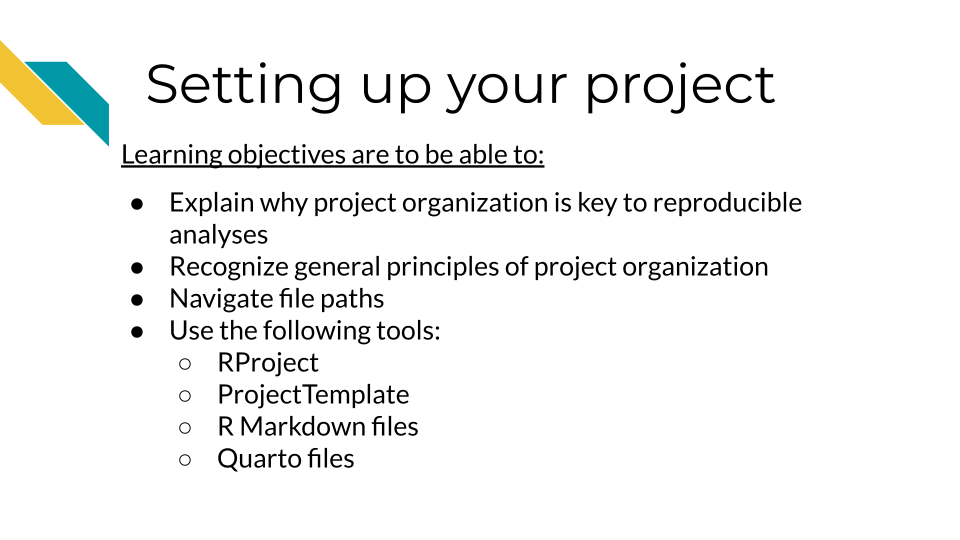 Setting up your project
Learning objectives are to be able to:
● Explain why project organization is key to reproducible
analyses
● Recognize general principles of project organization
● Navigate file paths
● Use the following tools:
○ RProject
○ ProjectTemplate
○ R Markdown files
○ Quarto files